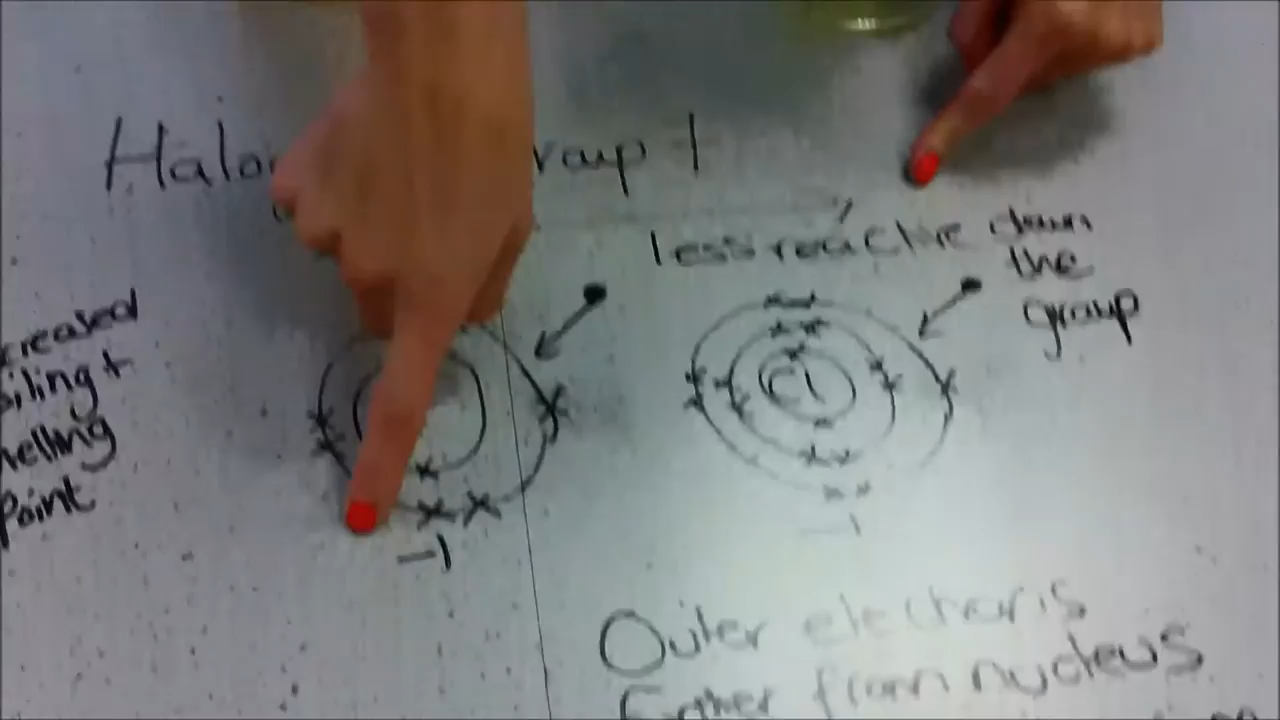 Halo roup 1
less reactive down
the
group
creased
iling +
melting
Point
Cl
-1
-1
Outer electrons
further from nucleus